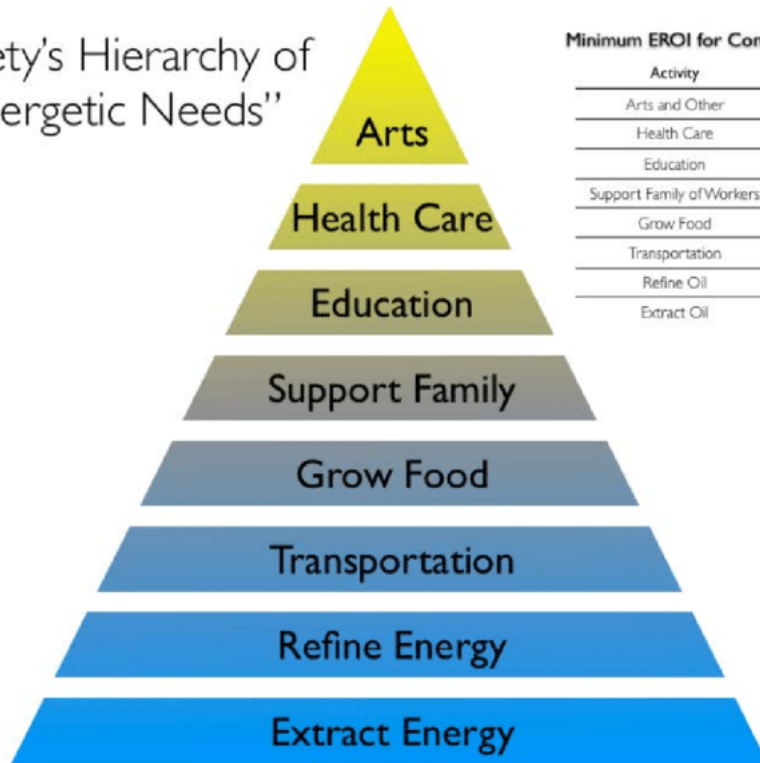 ety's Hierarchy of
ergetic Needs"
Arts
Health Care
Education
Support Family
Grow Food
Transportation
Refine Energy
Extract Energy
Minimum EROI for Con
Activity
Arts and Other
Health Care
Education
Support Family of Workers
Grow Food
Transportation
Refine Oil
Extract Oil